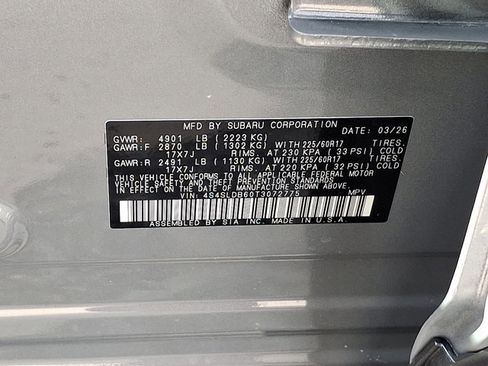 MFD BY SUBARU CORPORATION DATE: 03/26
GVWR: 4901 LB ( 2223 KG)
GAWR:F 2870 LB ( 1302 KG) WITH 225/60R17 TIRES.
17X7J RIMS. AT 230 KPA ( 33 PSI) COLD
GAWR:R 2491 LB ( 1130 KG) WITH 225/60R17 TIRES.
17X7J RIMS. AT 220 KPA ( 32 PSI) COLD
THIS VEHICLE CONFORMS TO ALL APPLICABLE FEDERAL MOTOR
VEHICLE SAFETY AND THEFT PREVENTION STANDARDS IN
EFFECT ON THE DATE OF MANUFACTURE SHOWN ABOVE.
VIN: 4S4SLDB60T3072775 MPV
ASSEMBLED BY SIA INC. MADE IN U.S.A.